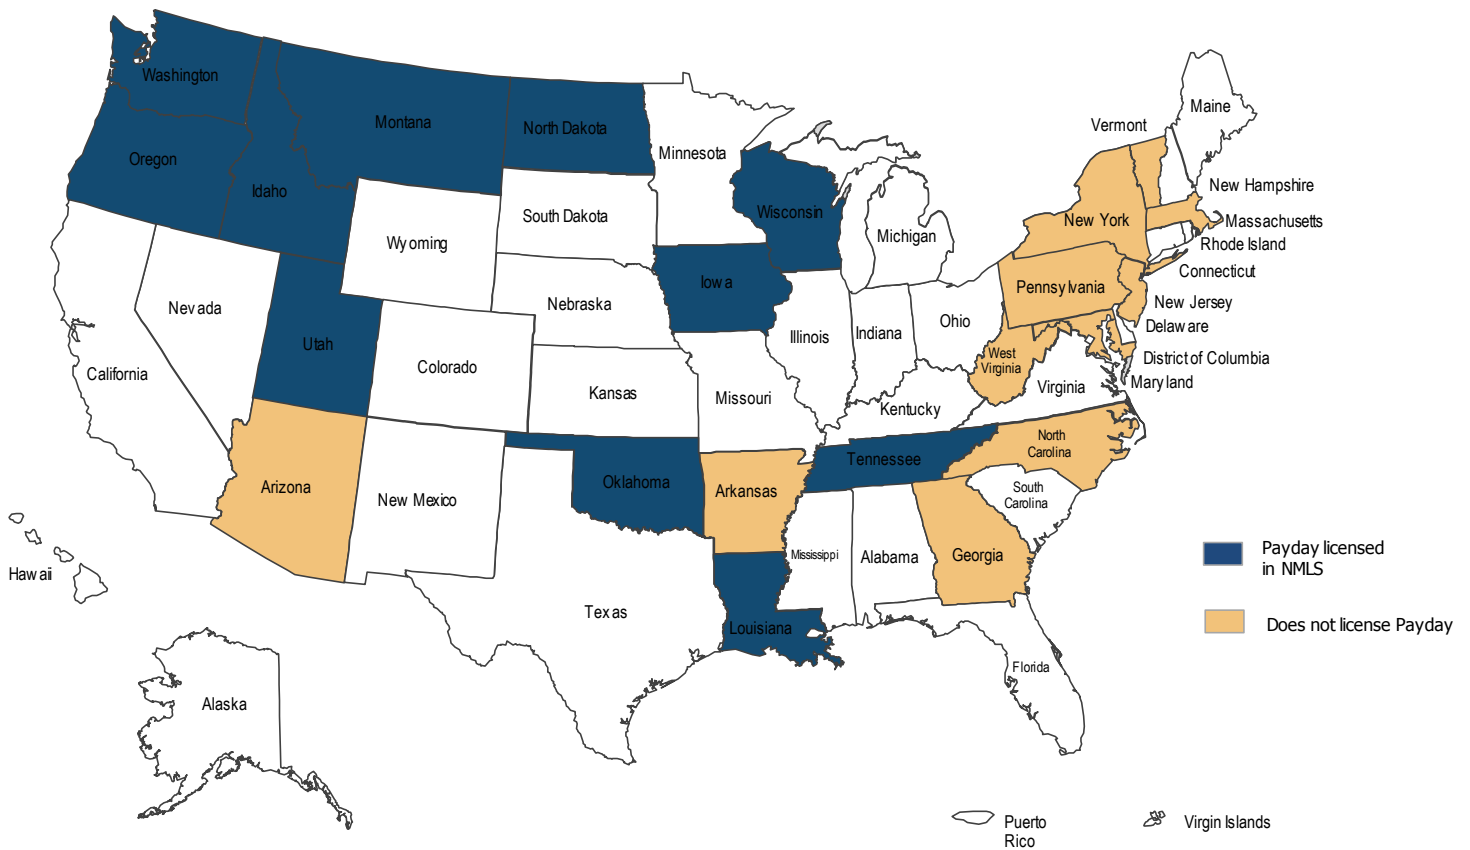 Washington
Montana
North Dakota
Minnesota
Oregon
Idaho
South Dakota
Wisconsin
Wyoming
Michigan
Maine
Vermont
New Hampshire
New York
Massachusetts
Rhode Island
Connecticut
Iowa
Pennsylvania
New Jersey
Delaware
District of Columbia
Maryland
Nevada
Nebraska
Utah
Illinois
Indiana
Ohio
West
Virginia
Virginia
California
Colorado
Kansas
Missouri
Kentucky
North
Carolina
Tennessee
Arizona
New Mexico
Oklahoma
Arkansas
South
Carolina
Mississippi
Alabama
Georgia
Hawaii
Texas
Louisiana
Florida
Alaska
Payday licensed
in NMLS
Does not license Payday
Puerto
Rico
Virgin Islands